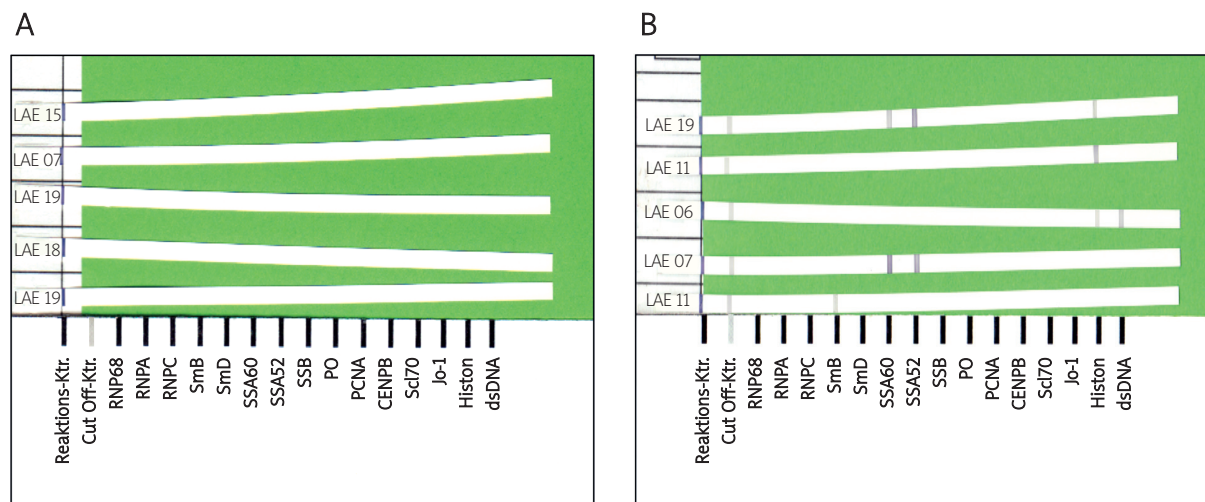 A
LAE 15
LAE 07
LAE 19
LAE 18
LAE 19
Reaktions-Ktr.
Cut Off-Ktr.
RNP68
RNPA
RNPC
SmB
SmD
SSA60
SSA52
SSB
PO
PCNA
CENPB
Scl70
Jo-1
Histon
dsDNA
B
LAE 19
LAE 11
LAE 06
LAE 07
LAE 11
Reaktions-Ktr.
Cut Off-Ktr.
RNP68
RNPA
RNPC
SmB
SmD
SSA60
SSA52
SSB
PO
PCNA
CENPB
Scl70
Jo-1
Histon
dsDNA